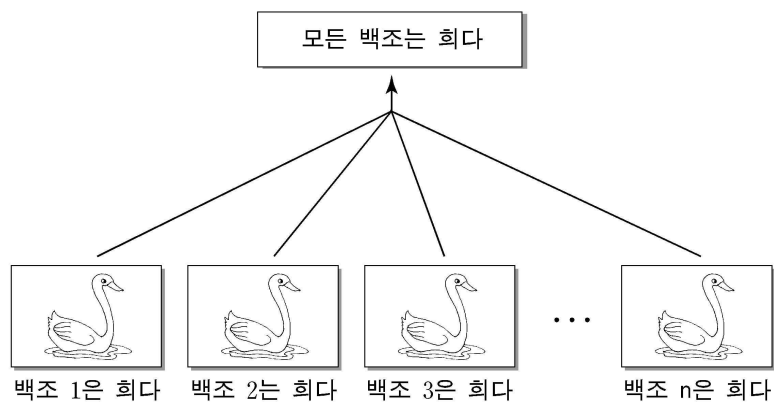 모든 백조는 희다
...
백조 1은 희다 백조 2는 희다 백조 3은 희다 백조 n은 희다